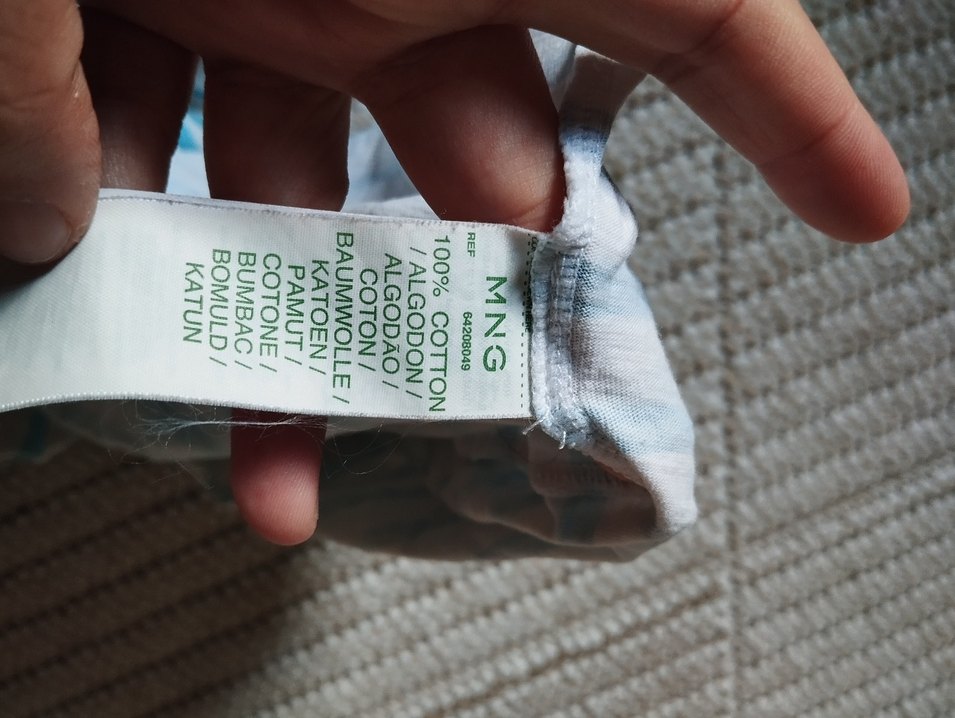 MNG
REF 64208049
100% COTTON
/ ALGODON /
ALGODÃO /
COTON /
BAUMWOLLE /
KATOEN /
PAMUT /
COTONE /
BUMBAC /
BOMULD /
KATUN